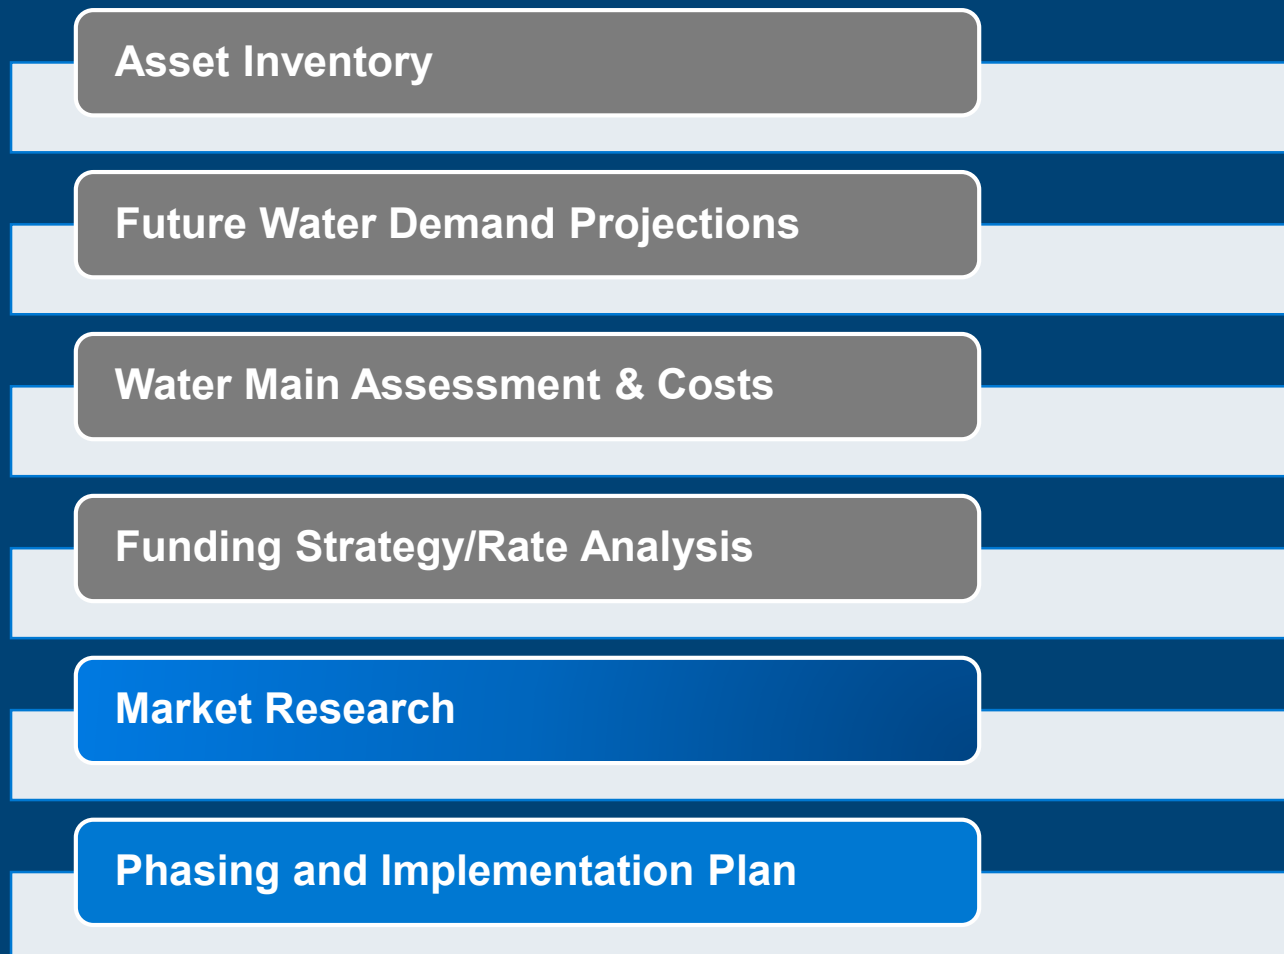 Asset Inventory
Future Water Demand Projections
Water Main Assessment & Costs
Funding Strategy/Rate Analysis
Market Research
Phasing and Implementation Plan